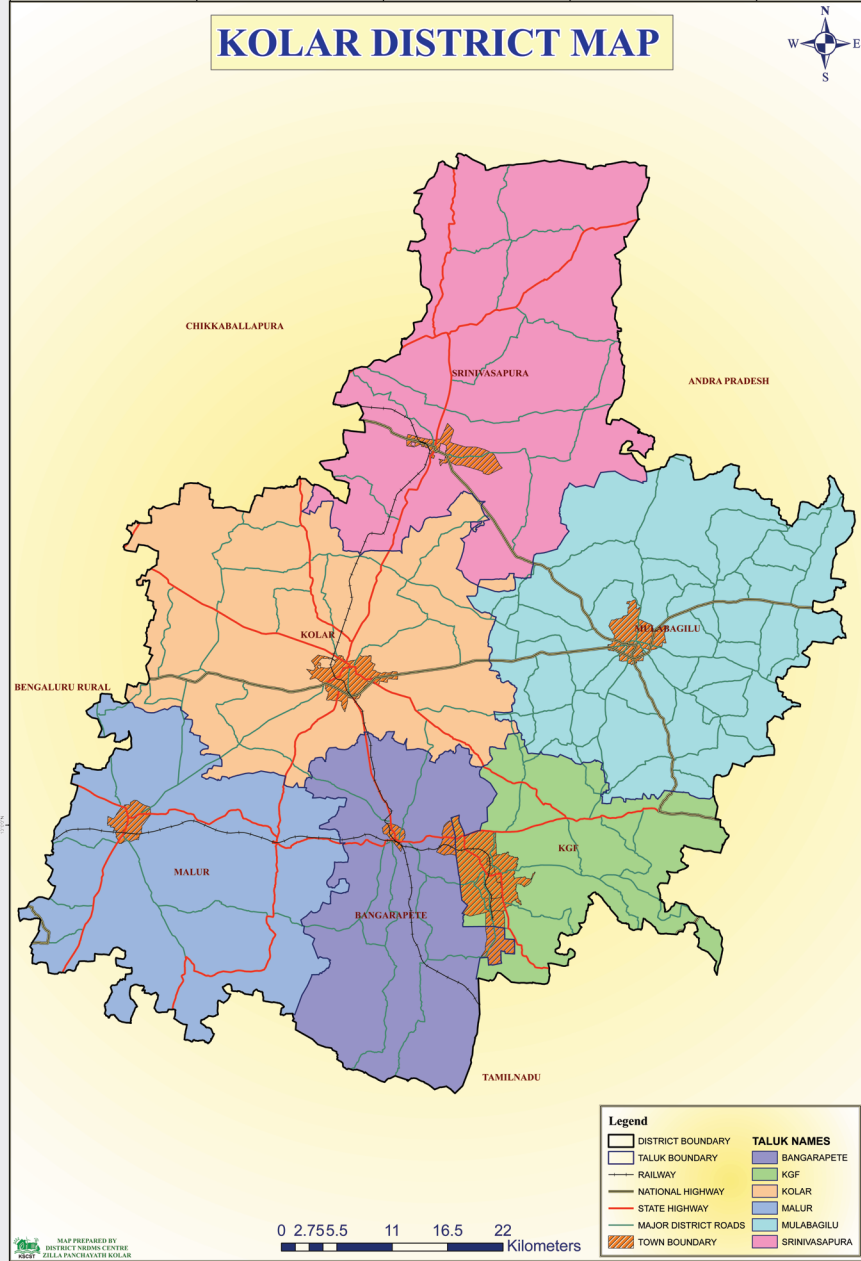 KOLAR DISTRICT MAP
N
W
E
S
CHIKKABALLAPURA
SRINIVASAPURA
ANDRA PRADESH
KOLAR
MULABAGILU
BENGALURU RURAL
KGF
MALUR
BANGARAPETE
TAMILNADU
Legend
DISTRICT BOUNDARY
TALUK BOUNDARY
RAILWAY
NATIONAL HIGHWAY
STATE HIGHWAY
MAJOR DISTRICT ROADS
TOWN BOUNDARY
TALUK NAMES
BANGARAPETE
KGF
KOLAR
MALUR
MULABAGILU
SRINIVASAPURA
0 2.75 5.5 11 16.5 22
Kilometers
KSCST
MAP PREPARED BY
DISTRICT NRDMS CENTRE
ZILLA PANCHAYATH KOLAR